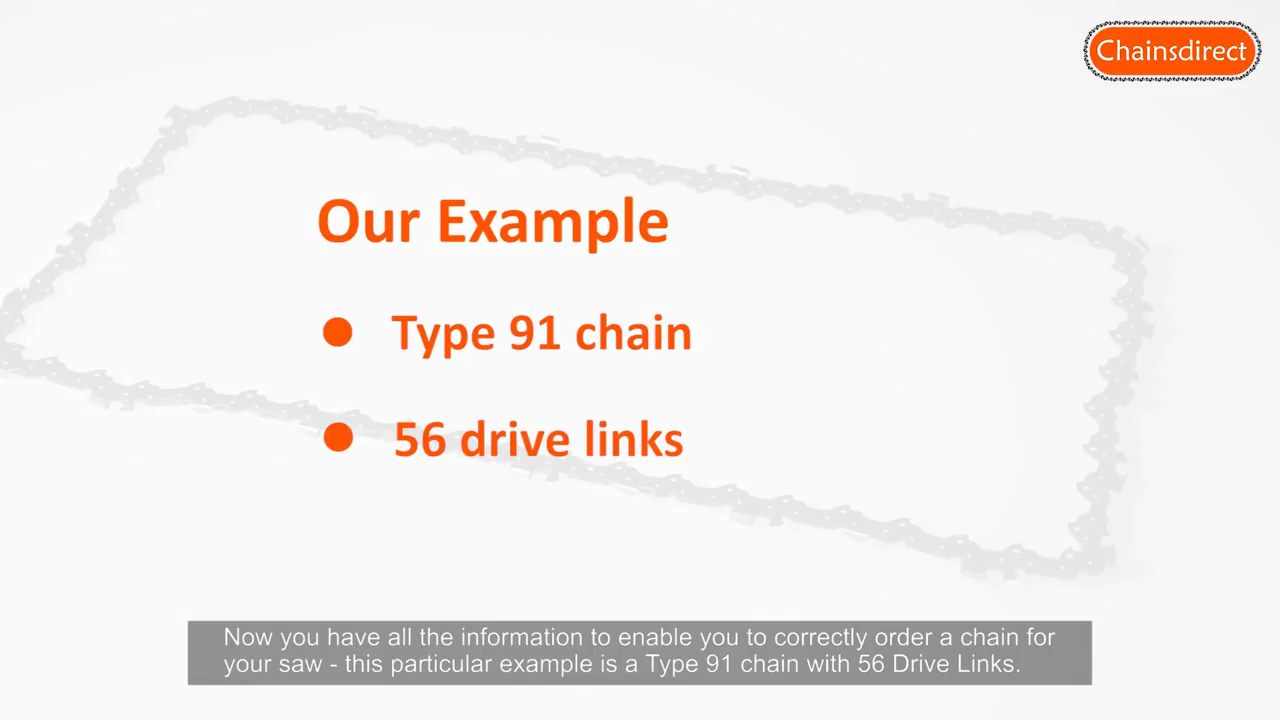 Chainsdirect
Our Example
● Type 91 chain
● 56 drive links
Now you have all the information to enable you to correctly order a chain for
your saw - this particular example is a Type 91 chain with 56 Drive Links.